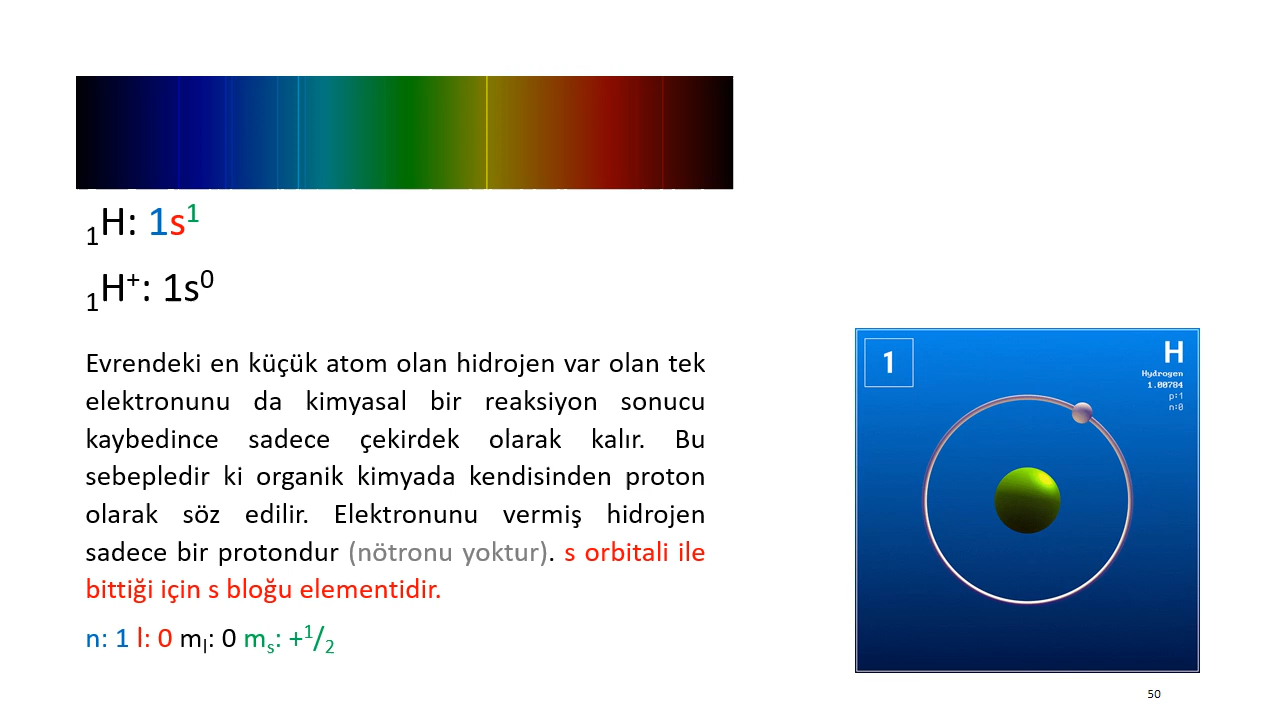 ₁H: 1s¹
₁H⁺: 1s⁰
Evrendeki en küçük atom olan hidrojen var olan tek
elektronunu da kimyasal bir reaksiyon sonucu
kaybedince sadece çekirdek olarak kalır. Bu
sebepledir ki organik kimyada kendisinden proton
olarak söz edilir. Elektronunu vermiş hidrojen
sadece bir protondur (nötronu yoktur). s orbitali ile
bittiği için s bloğu elementidir.
n: 1 l: 0 mₗ: 0 mₛ: +¹/₂
1
H
Hydrogen
1.00784
p:1
n:0
50